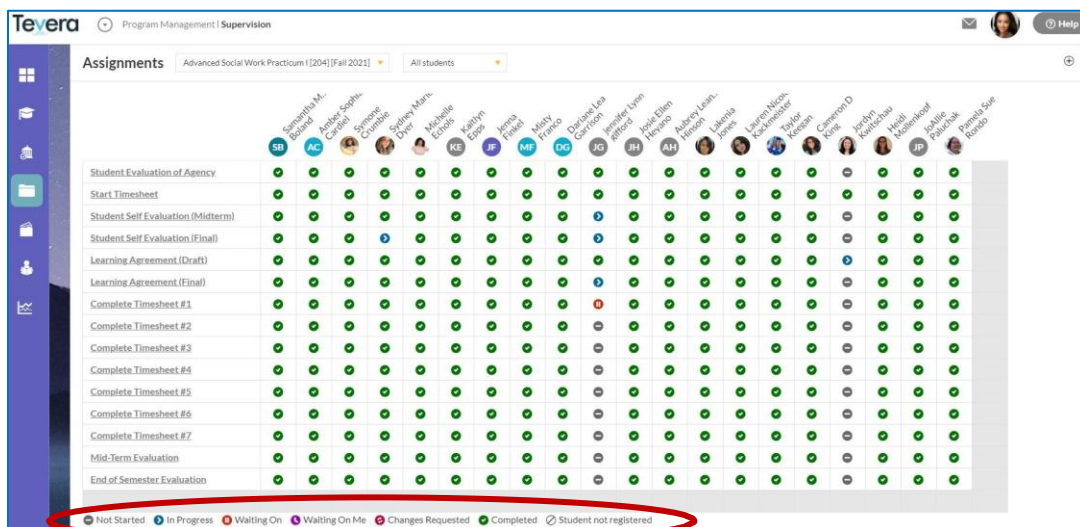 Tevera Program Management | Supervision Help
Assignments Advanced Social Work Practicum I [204] [Fall 2021] All students
Samantha M... Boland
Amber Sophia Cardiel
Symone Crumbie
Sydney Marie Dyer
Michelle Echols
Kaitlyn Epps
Jenna Finkel
Misty Franco
Dariane Lea Garrison
Jennifer Lynn Gifford
Josie Ellen Heyano
Aubrey Lean... Hinson
Lakenia Jones
Lauren Nicole Kackmeister
Taylor Keegan
Cameron D King
Jordyn Kwitschau
Heidi Mollenkopf
JoAllie Paluchak
Pamela Sue Rondo
SB AC KE JF MF DG JG JH AH JP
Student Evaluation of Agency
Start Timesheet
Student Self Evaluation (Midterm)
Student Self Evaluation (Final)
Learning Agreement (Draft)
Learning Agreement (Final)
Complete Timesheet #1
Complete Timesheet #2
Complete Timesheet #3
Complete Timesheet #4
Complete Timesheet #5
Complete Timesheet #6
Complete Timesheet #7
Mid-Term Evaluation
End of Semester Evaluation
Not Started In Progress Waiting On Waiting On Me Changes Requested Completed Student not registered